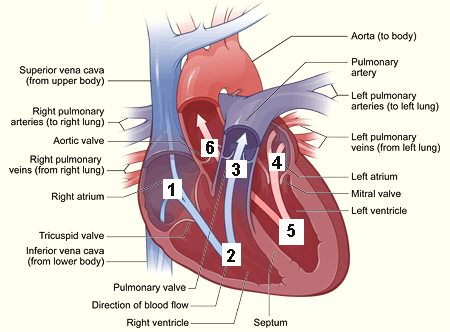 Aorta (to body)
Pulmonary
artery
Superior vena cava
(from upper body)
Right pulmonary
arteries (to right lung)
Left pulmonary
arteries (to left lung)
Aortic valve
Left pulmonary
veins (from left lung)
Right pulmonary
veins (from right lung)
Left atrium
Right atrium
Mitral valve
Left ventricle
Tricuspid valve
Inferior vena cava
(from lower body)
Pulmonary valve
Direction of blood flow
Right ventricle
Septum
1
2
3
4
5
6